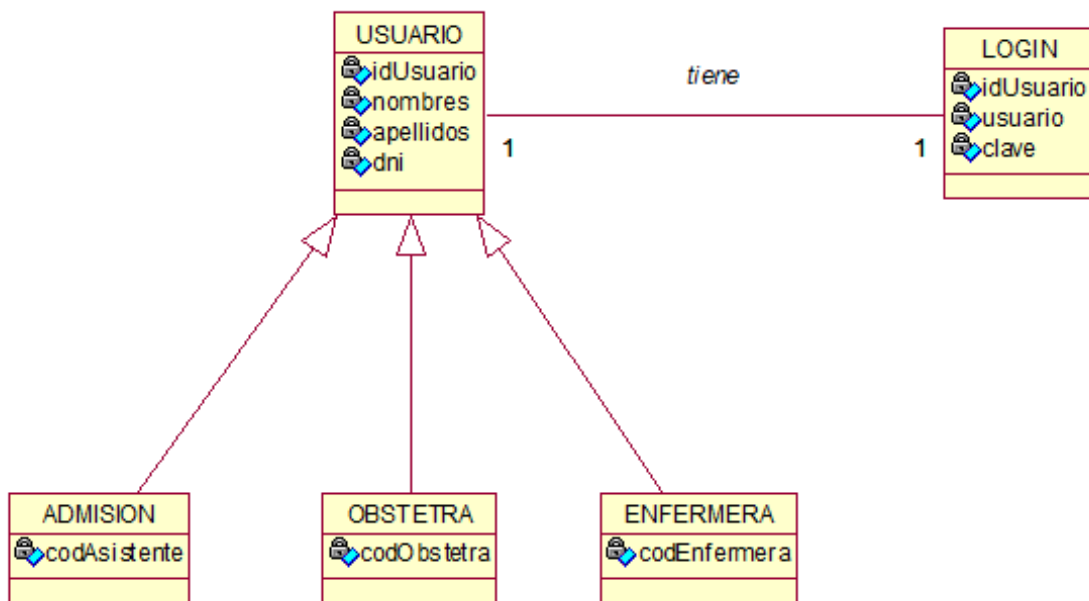 USUARIO
idUsuario
nombres
apellidos
dni
tiene
1
1
LOGIN
idUsuario
usuario
clave
ADMISION
codAsistente
OBSTETRA
codObstetra
ENFERMERA
codEnfermera